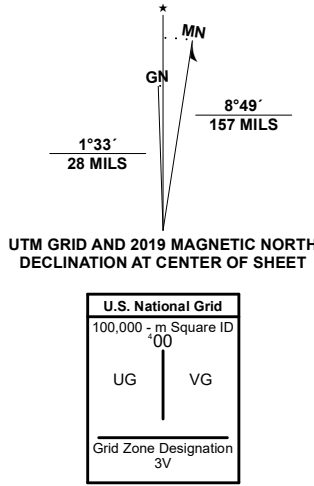 ★
MN
GN
8°49´
157 MILS
1°33´
28 MILS
UTM GRID AND 2019 MAGNETIC NORTH
DECLINATION AT CENTER OF SHEET
U.S. National Grid
100,000 - m Square ID
⁴00
UG VG
Grid Zone Designation
3V